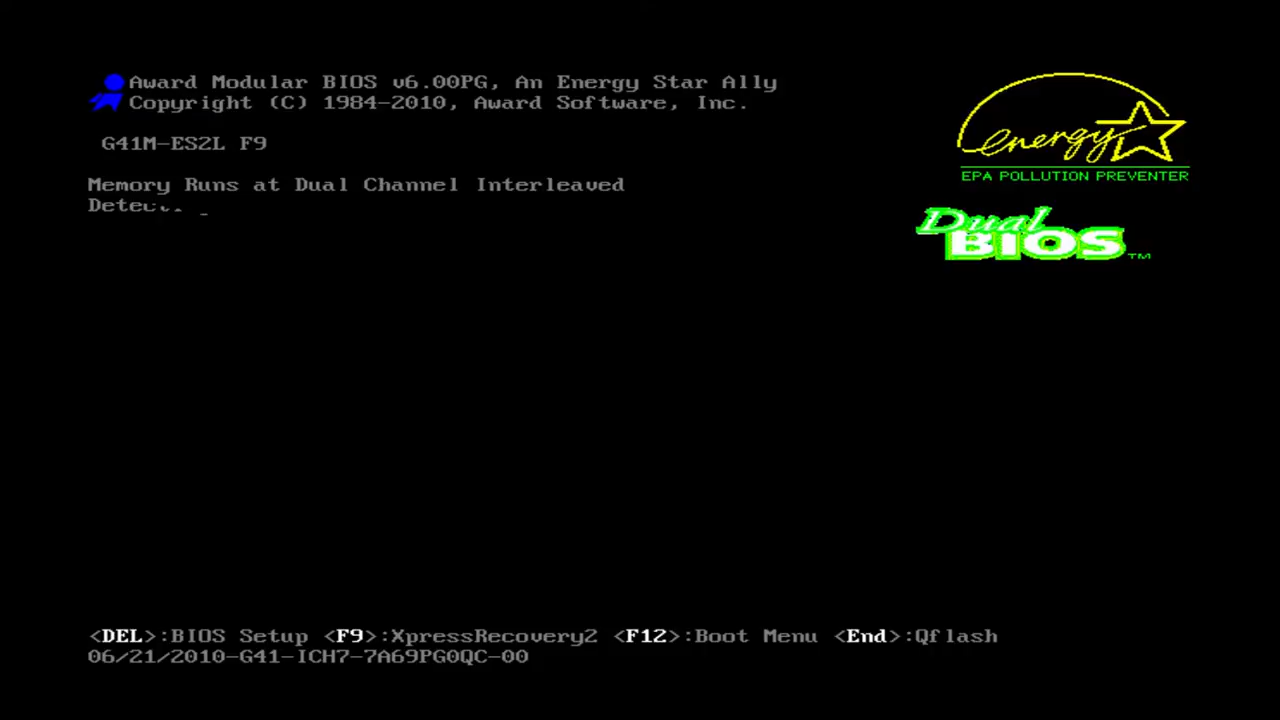 Award Modular BIOS v6.00PG, An Energy Star Ally
Copyright (C) 1984-2010, Award Software, Inc.
G41M-ES2L F9
Memory Runs at Dual Channel Interleaved
energy
EPA POLLUTION PREVENTER
Dual
BIOS™
<DEL>:BIOS Setup <F9>:XpressRecovery2 <F12>:Boot Menu <End>:Qflash
06/21/2010-G41-ICH7-7A69PG0QC-00